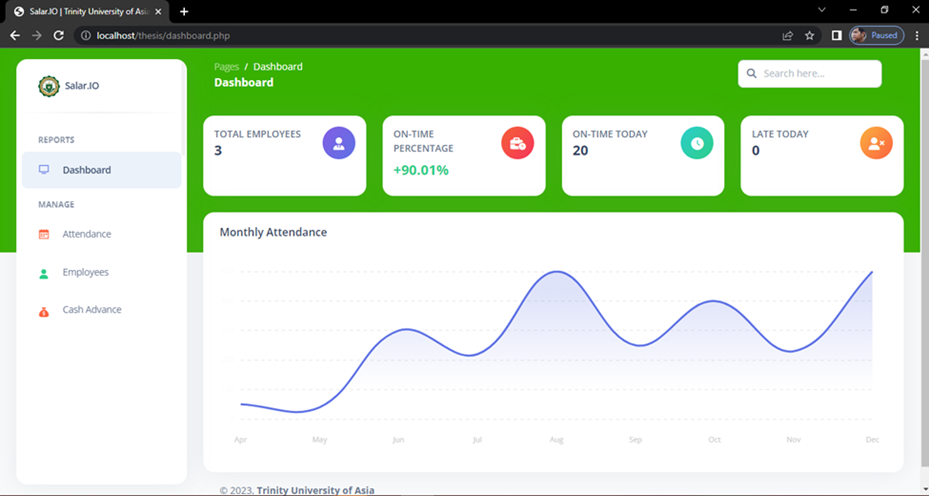 Salar.IO | Trinity University of Asia
localhost/thesis/dashboard.php
Paused
Salar.IO
REPORTS
Dashboard
MANAGE
Attendance
Employees
Cash Advance
Pages / Dashboard
Dashboard
Search here...
TOTAL EMPLOYEES
3
ON-TIME
PERCENTAGE
+90.01%
ON-TIME TODAY
20
LATE TODAY
0
Monthly Attendance
Apr May Jun Jul Aug Sep Oct Nov Dec
© 2023, Trinity University of Asia